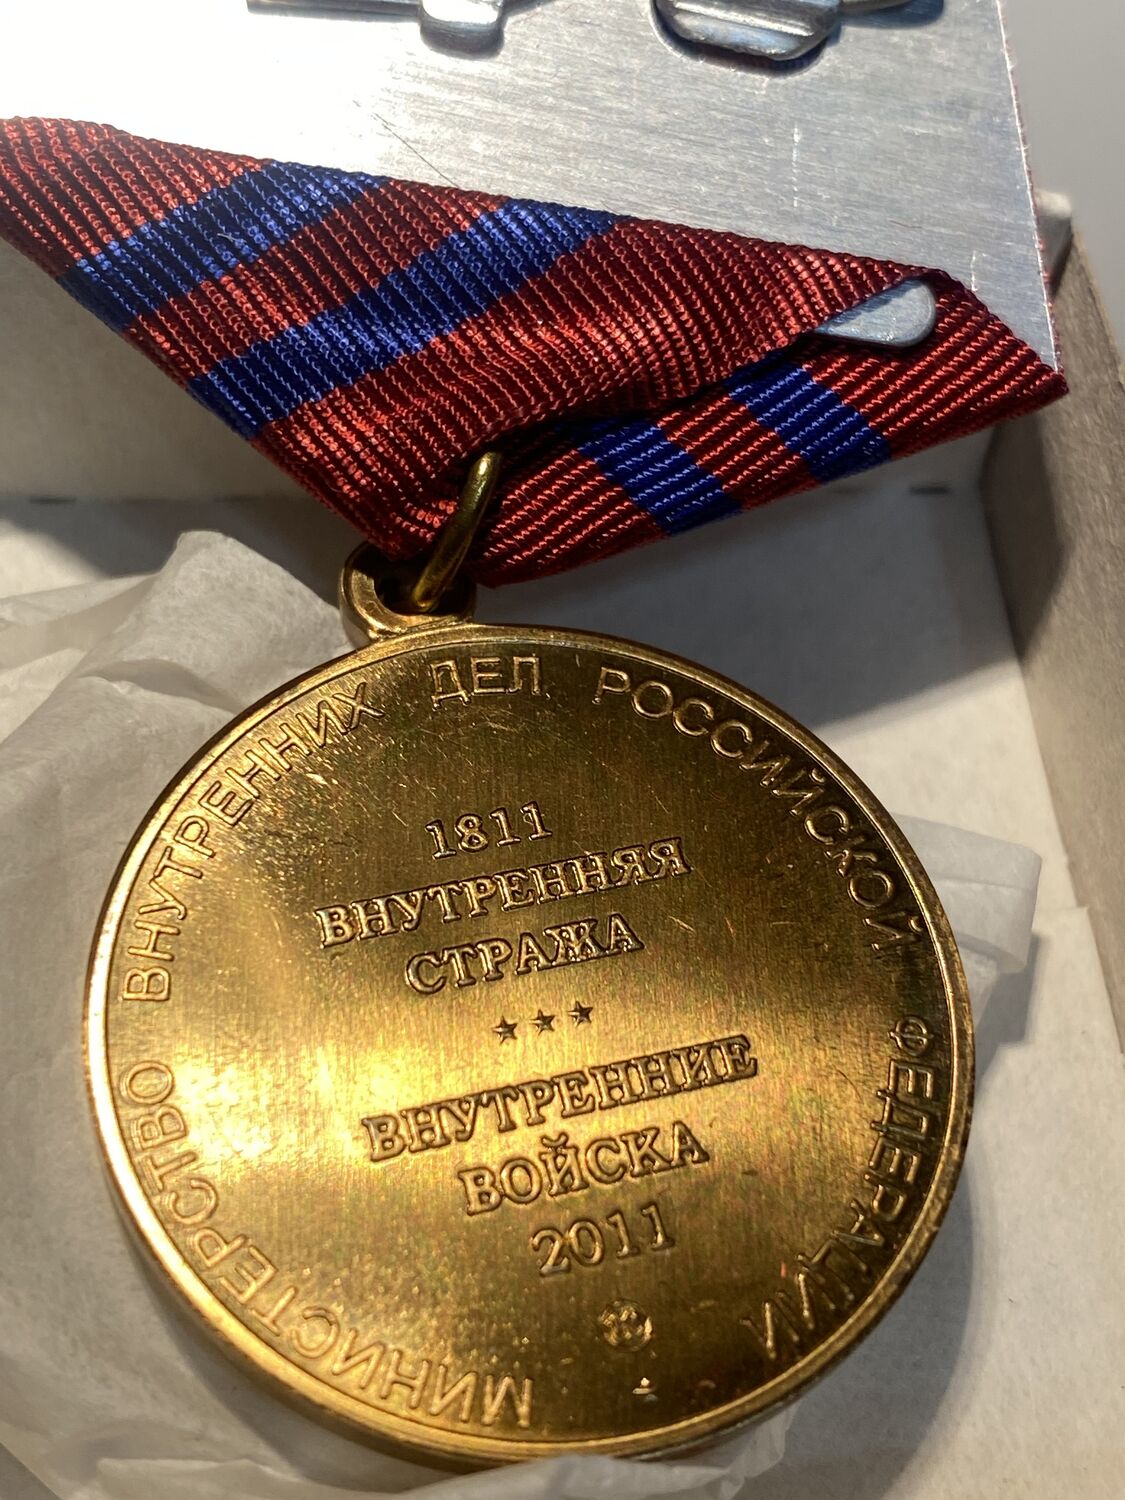 МИНИСТЕРСТВО ВНУТРЕННИХ ДЕЛ РОССИЙСКОЙ ФЕДЕРАЦИИ
1811
ВНУТРЕННЯЯ
СТРАЖА
ВНУТРЕННИЕ
ВОЙСКА
2011